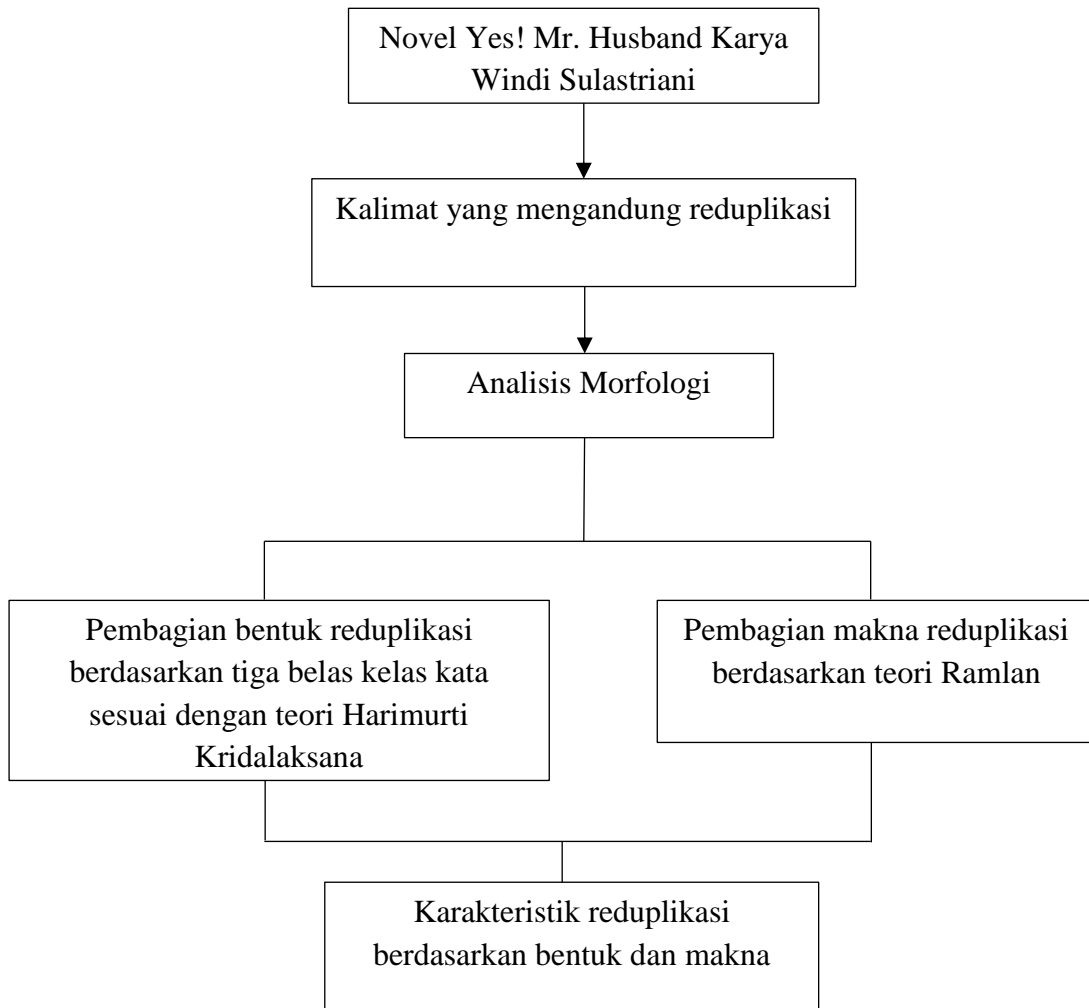 Novel Yes! Mr. Husband Karya
Windi Sulastriani
Kalimat yang mengandung reduplikasi
Analisis Morfologi
Pembagian bentuk reduplikasi
berdasarkan tiga belas kelas kata
sesuai dengan teori Harimurti
Kridalaksana
Pembagian makna reduplikasi
berdasarkan teori Ramlan
Karakteristik reduplikasi
berdasarkan bentuk dan makna